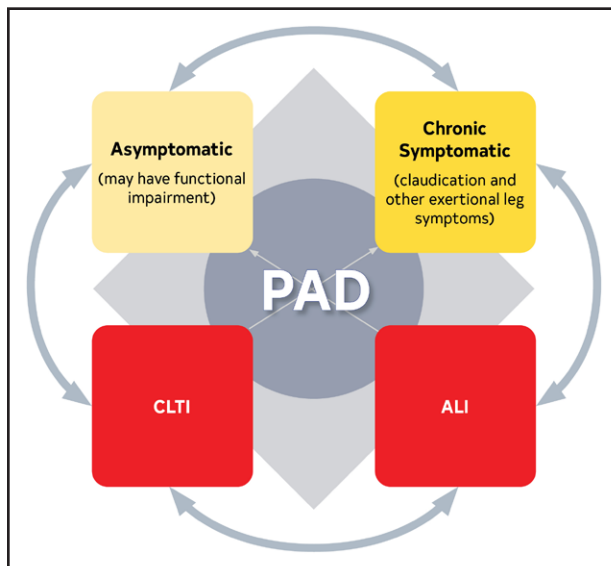 Asymptomatic
(may have functional
impairment)
Chronic
Symptomatic
(claudication and
other exertional leg
symptoms)
PAD
CLTI
ALI